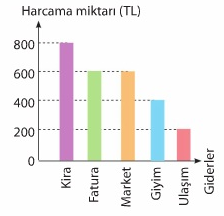 Harcama miktarı (TL)
800
600
400
200
0
Kira
Fatura
Market
Giyim
Ulaşım
Giderler